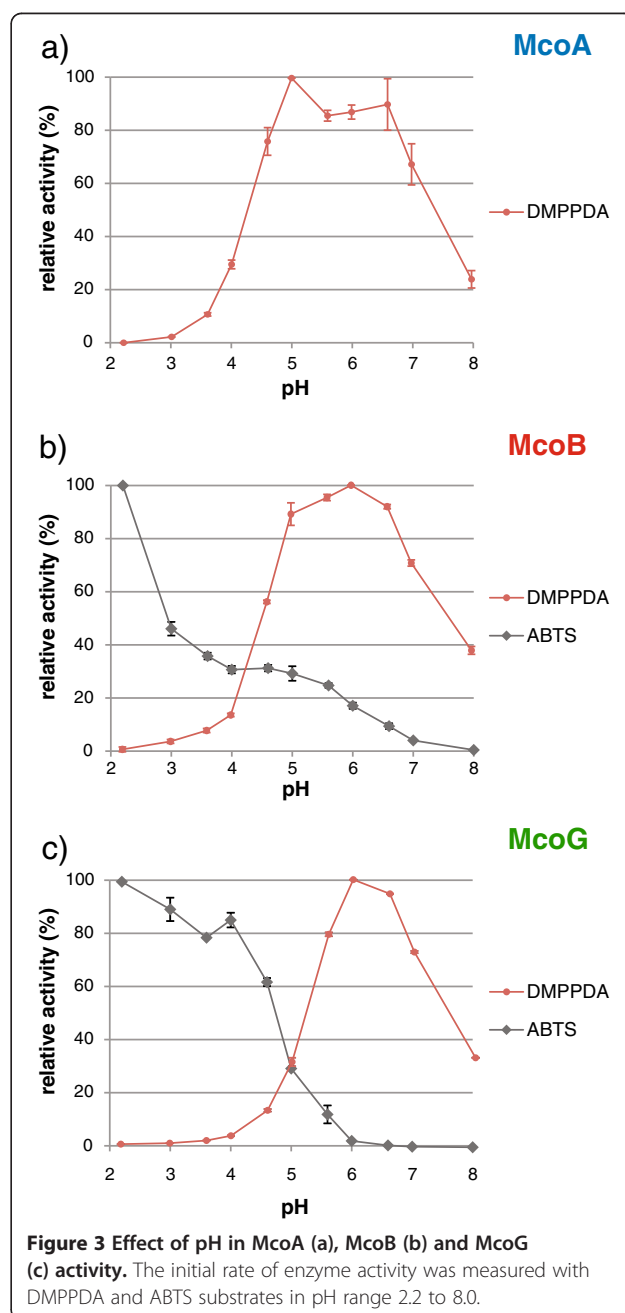 a)
McoA
100
80
60
40
20
0
relative activity (%)
2 3 4 5 6 7 8
pH
DMPPDA
b)
McoB
100
80
60
40
20
0
relative activity (%)
2 3 4 5 6 7 8
pH
DMPPDA
ABTS
c)
McoG
100
80
60
40
20
0
relative activity (%)
2 3 4 5 6 7 8
pH
DMPPDA
ABTS
Figure 3 Effect of pH in McoA (a), McoB (b) and McoG
(c) activity. The initial rate of enzyme activity was measured with
DMPPDA and ABTS substrates in pH range 2.2 to 8.0.